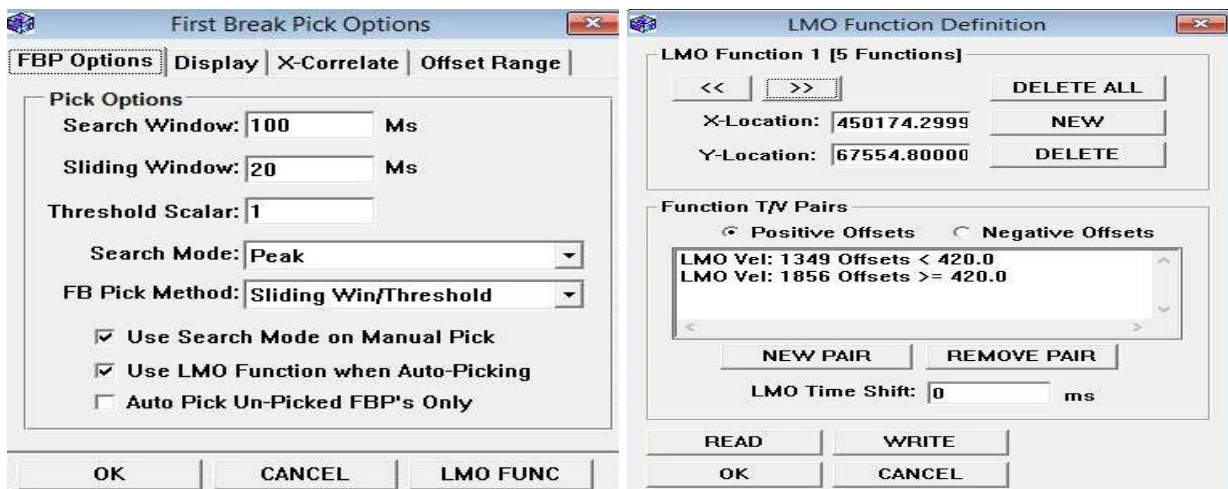 First Break Pick Options
FBP Options Display X-Correlate Offset Range
Pick Options
Search Window: 100 Ms
Sliding Window: 20 Ms
Threshold Scalar: 1
Search Mode: Peak
FB Pick Method: Sliding Win/Threshold
Use Search Mode on Manual Pick
Use LMO Function when Auto-Picking
Auto Pick Un-Picked FBP's Only
OK CANCEL LMO FUNC
LMO Function Definition
LMO Function 1 [5 Functions]
<< >> DELETE ALL
X-Location: 450174.2999 NEW
Y-Location: 67554.80000 DELETE
Function T/V Pairs
Positive Offsets Negative Offsets
LMO Vel: 1349 Offsets < 420.0
LMO Vel: 1856 Offsets >= 420.0
NEW PAIR REMOVE PAIR
LMO Time Shift: 0 ms
READ WRITE
OK CANCEL